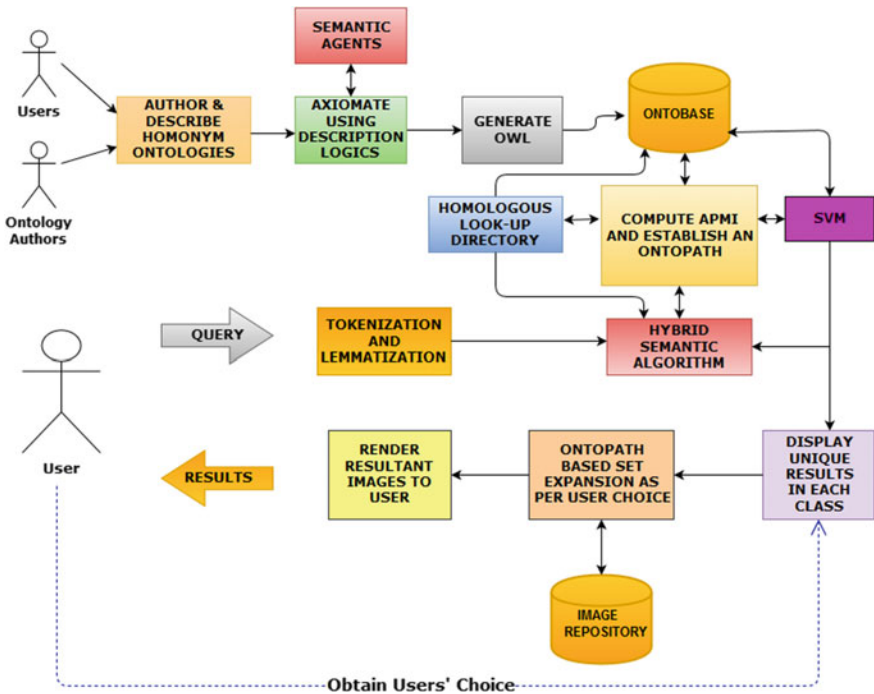 Users
Ontology
Authors
AUTHOR &
DESCRIBE
HOMONYM
ONTOLOGIES
SEMANTIC
AGENTS
AXIOMATE
USING
DESCRIPTION
LOGICS
GENERATE
OWL
ONTOBASE
HOMOLOGOUS
LOOK-UP
DIRECTORY
COMPUTE APMI
AND ESTABLISH AN
ONTOPATH
SVM
QUERY
TOKENIZATION
AND
LEMMATIZATION
HYBRID
SEMANTIC
ALGORITHM
User
RESULTS
RENDER
RESULTANT
IMAGES TO
USER
ONTOPATH
BASED SET
EXPANSION AS
PER USER CHOICE
DISPLAY
UNIQUE
RESULTS
IN EACH
CLASS
IMAGE
REPOSITORY
Obtain Users' Choice